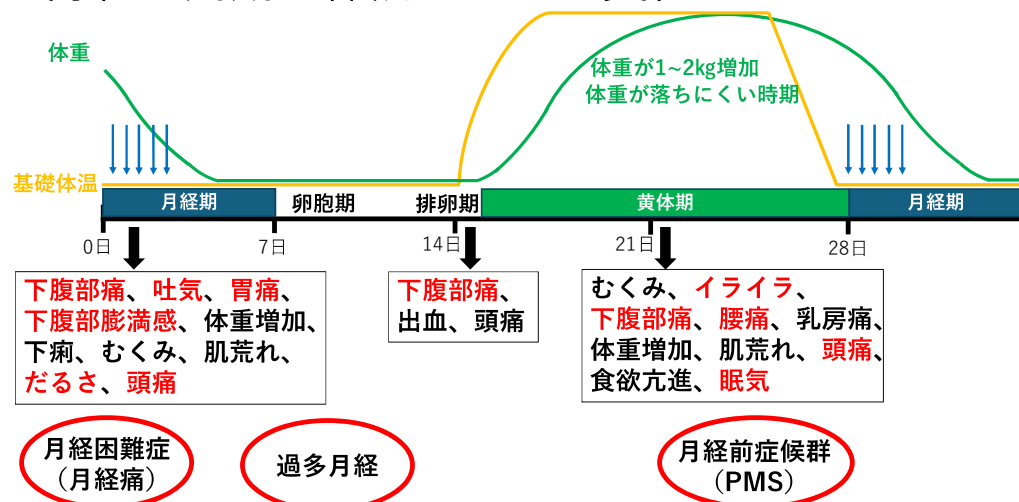 体重
体重が1~2㎏増加
体重が落ちにくい時期
基礎体温
月経期
卵胞期
排卵期
黄体期
月経期
0日
7日
14日
21日
28日
下腹部痛、吐気、胃痛、
下腹部膨満感、体重増加、
下痢、むくみ、肌荒れ、
だるさ、頭痛
下腹部痛、
出血、頭痛
むくみ、イライラ、
下腹部痛、腰痛、乳房痛、
体重増加、肌荒れ、頭痛、
食欲亢進、眠気
月経困難症
（月経痛）
過多月経
月経前症候群
（PMS）